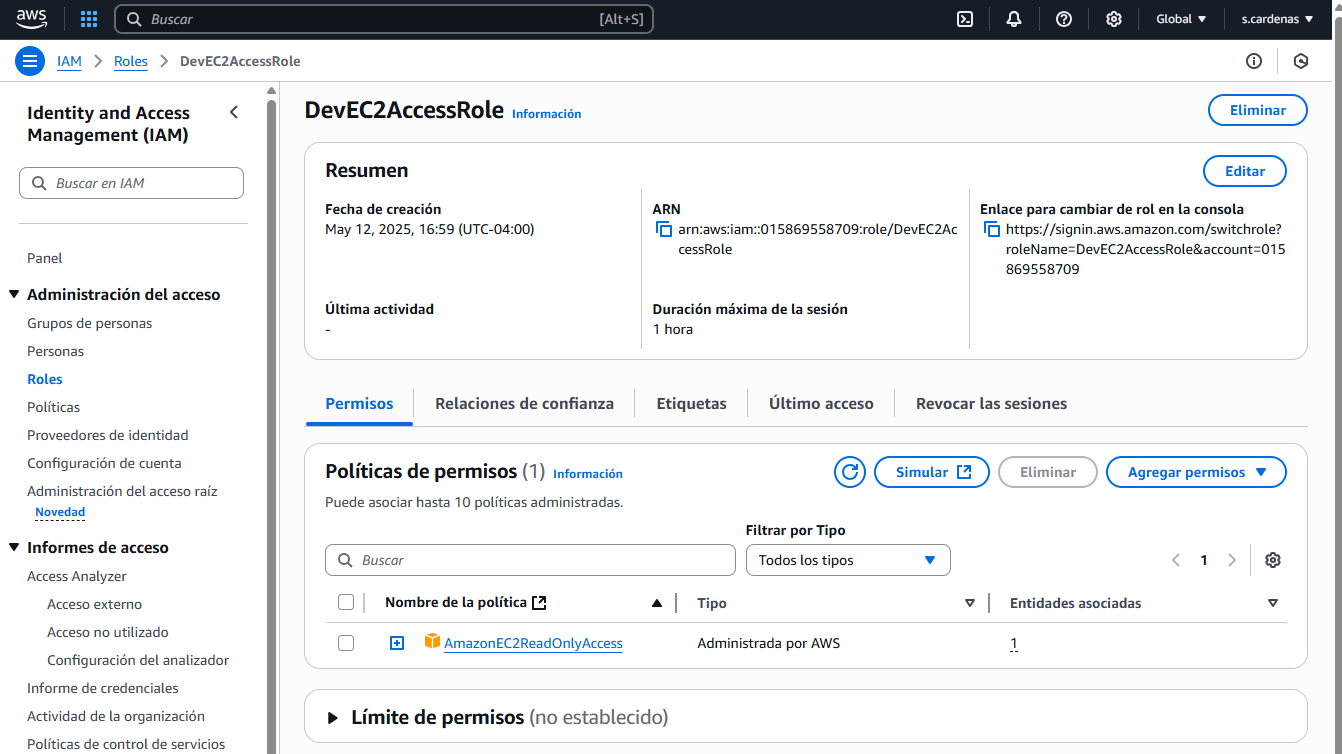 aws
Buscar [Alt+S]
Global
s.cardenas
IAM
Roles
DevEC2AccessRole
Identity and Access
Management (IAM)
Buscar en IAM
Panel
Administración del acceso
Grupos de personas
Personas
Roles
Políticas
Proveedores de identidad
Configuración de cuenta
Administración del acceso raíz
Novedad
Informes de acceso
Access Analyzer
Acceso externo
Acceso no utilizado
Configuración del analizador
Informe de credenciales
Actividad de la organización
Políticas de control de servicios
DevEC2AccessRole Información
Eliminar
Resumen
Editar
Fecha de creación
May 12, 2025, 16:59 (UTC-04:00)
Última actividad
-
ARN
arn:aws:iam::015869558709:role/DevEC2Ac
cessRole
Duración máxima de la sesión
1 hora
Enlace para cambiar de rol en la consola
https://signin.aws.amazon.com/switchrole?
roleName=DevEC2AccessRole&account=015
869558709
Permisos
Relaciones de confianza
Etiquetas
Último acceso
Revocar las sesiones
Políticas de permisos (1) Información
Simular
Eliminar
Agregar permisos
Puede asociar hasta 10 políticas administradas.
Filtrar por Tipo
Buscar
Todos los tipos
1
Nombre de la política
Tipo
Entidades asociadas
AmazonEC2ReadOnlyAccess
Administrada por AWS
1
Límite de permisos (no establecido)